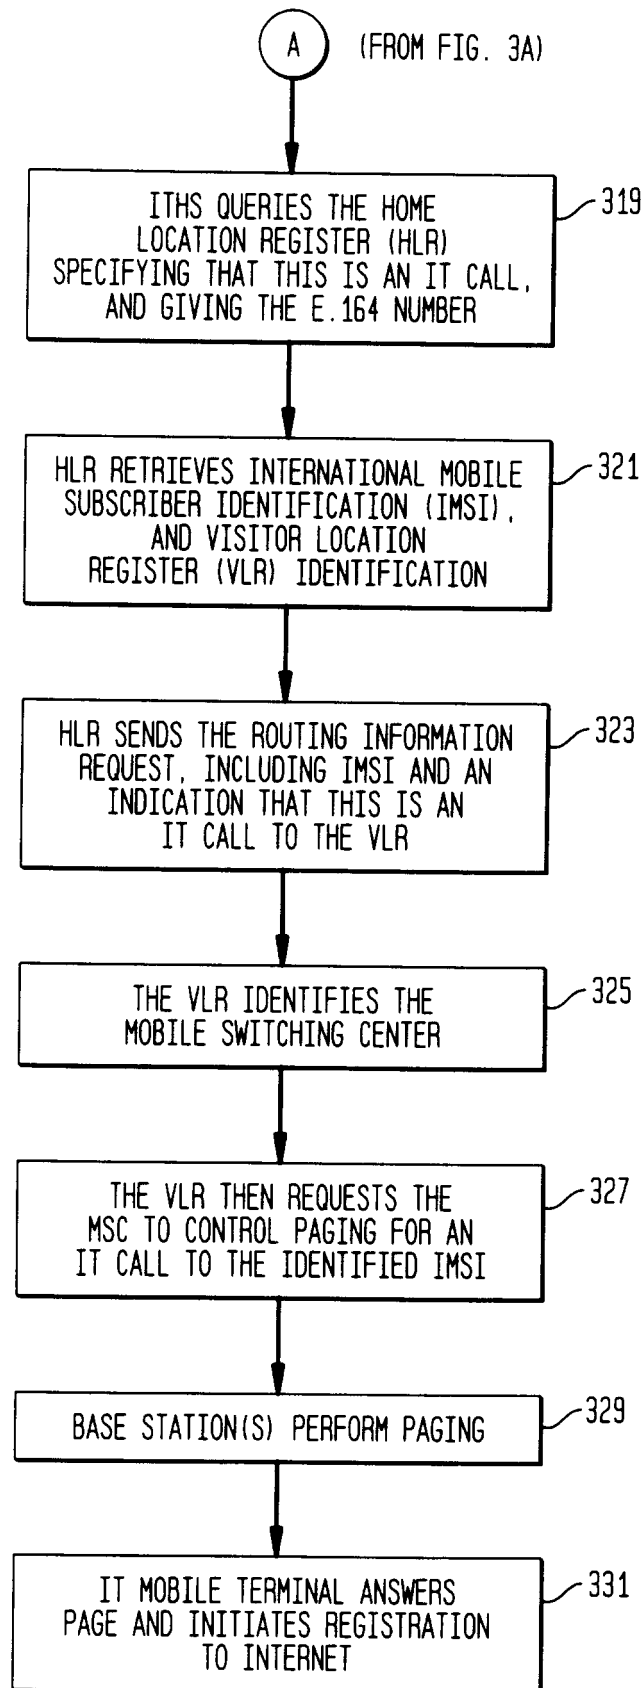 A (FROM FIG. 3A)
ITHS QUERIES THE HOME
LOCATION REGISTER (HLR)
SPECIFYING THAT THIS IS AN IT CALL,
AND GIVING THE E.164 NUMBER
319
HLR RETRIEVES INTERNATIONAL MOBILE
SUBSCRIBER IDENTIFICATION (IMSI),
AND VISITOR LOCATION
REGISTER (VLR) IDENTIFICATION
321
HLR SENDS THE ROUTING INFORMATION
REQUEST, INCLUDING IMSI AND AN
INDICATION THAT THIS IS AN
IT CALL TO THE VLR
323
THE VLR IDENTIFIES THE
MOBILE SWITCHING CENTER
325
THE VLR THEN REQUESTS THE
MSC TO CONTROL PAGING FOR AN
IT CALL TO THE IDENTIFIED IMSI
327
BASE STATION(S) PERFORM PAGING
329
IT MOBILE TERMINAL ANSWERS
PAGE AND INITIATES REGISTRATION
TO INTERNET
331